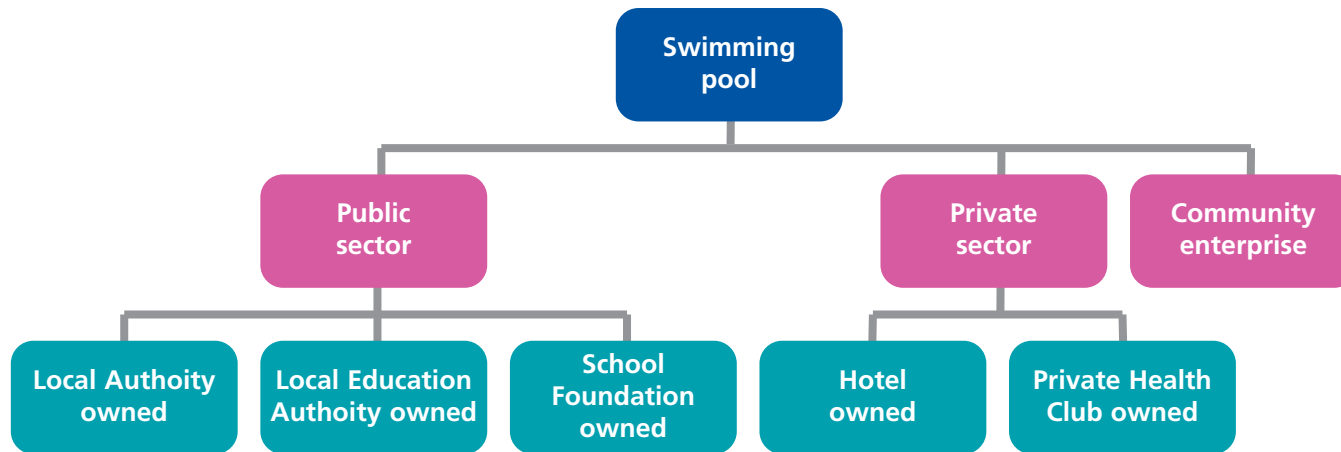 Swimming
pool
Public
sector
Private
sector
Community
enterprise
Local Authoity
owned
Local Education
Authoity owned
School
Foundation
owned
Hotel
owned
Private Health
Club owned